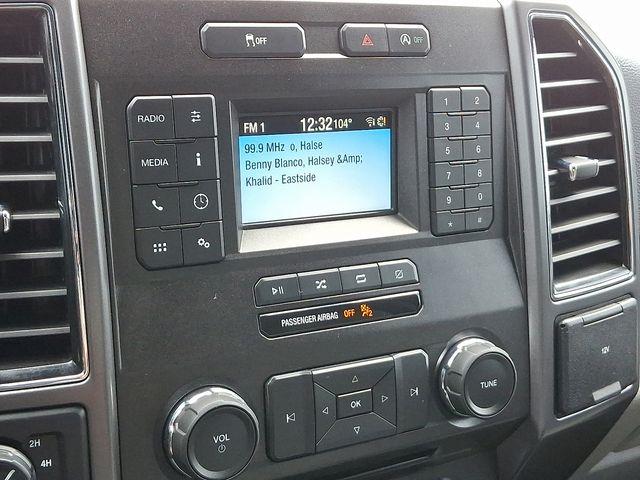 OFF
OFF
RADIO
MEDIA
i
FM 1 12:32 104°
99.9 MHz o, Halse
Benny Blanco, Halsey &Amp;
Khalid - Eastside
1 2
3 4
5 6
7 8
9 0
* #
PASSENGER AIRBAG OFF 2
VOL
OK
TUNE
12V
2H
4H